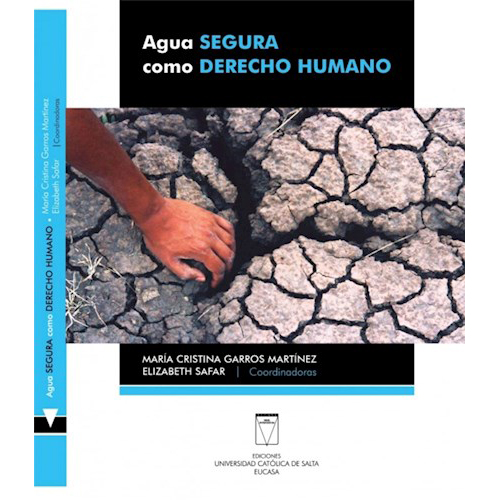 Agua SEGURA
como DERECHO HUMANO
MARÍA CRISTINA GARROS MARTÍNEZ
ELIZABETH SAFAR | Coordinadoras
EDICIONES
UNIVERSIDAD CATÓLICA DE SALTA
EUCASA
Agua SEGURA como DERECHO HUMANO • María Cristina Garros Martínez
Elizabeth Safar | Coordinadoras